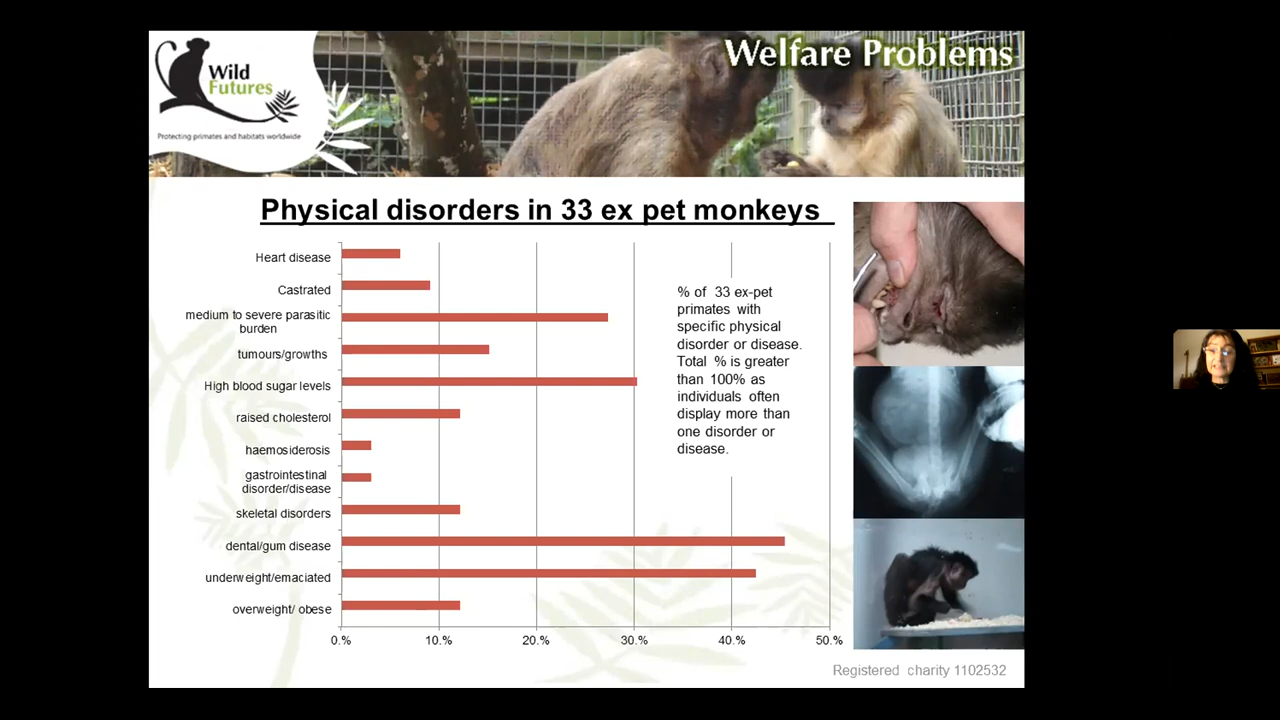 Welfare Problems
Wild
Futures
Protecting primates and habitats worldwide
Physical disorders in 33 ex pet monkeys
Heart disease
Castrated
medium to severe parasitic
burden
tumours/growths
High blood sugar levels
raised cholesterol
haemosiderosis
gastrointestinal
disorder/disease
skeletal disorders
dental/gum disease
underweight/emaciated
overweight/ obese
0.% 10.% 20.% 30.% 40.% 50.%
% of 33 ex-pet
primates with
specific physical
disorder or disease.
Total % is greater
than 100% as
individuals often
display more than
one disorder or
disease.
Registered charity 1102532